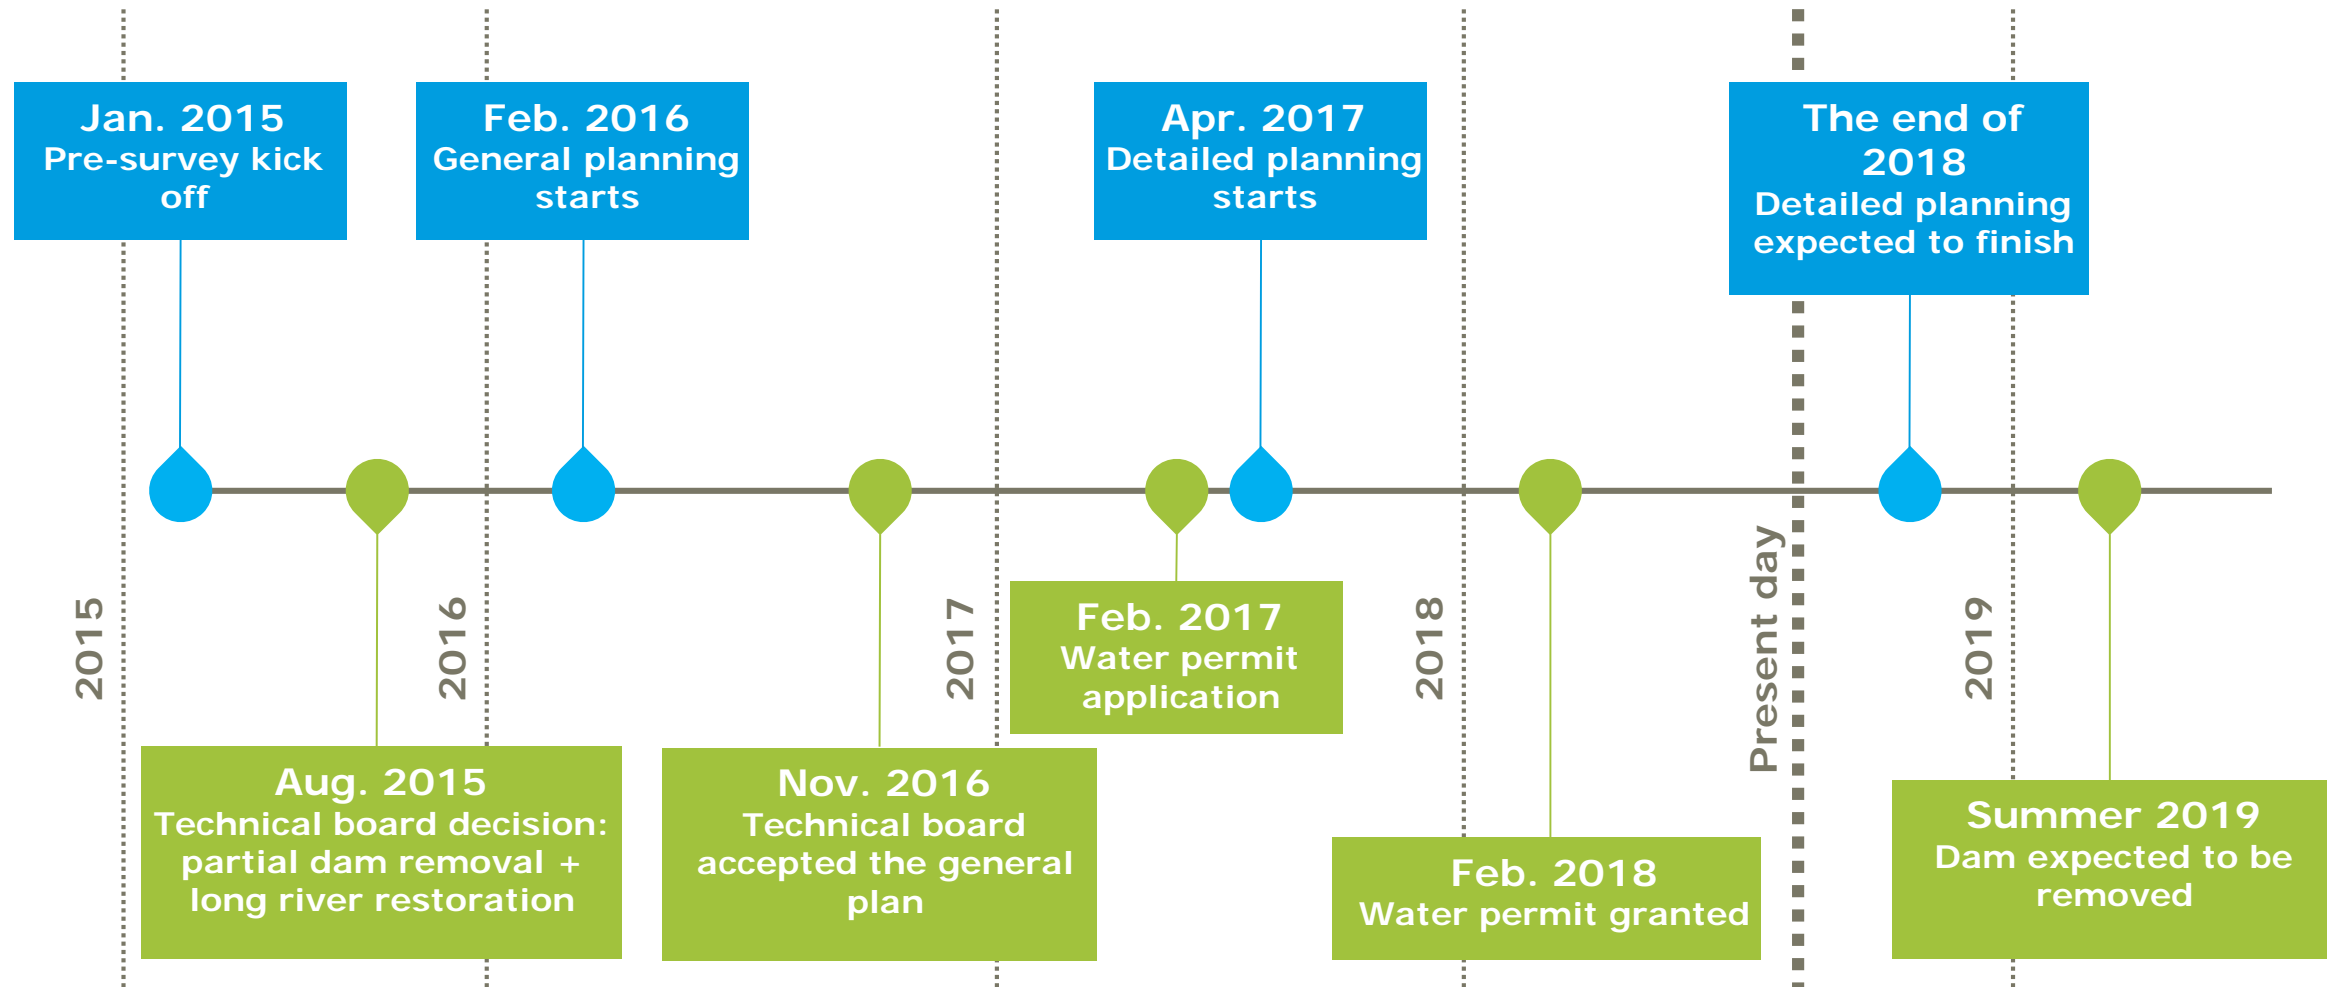 Jan. 2015
Pre-survey kick
off
Feb. 2016
General planning
starts
Apr. 2017
Detailed planning
starts
The end of
2018
Detailed planning
expected to finish
2015
2016
2017
2018
Present day
2019
Aug. 2015
Technical board decision:
partial dam removal +
long river restoration
Nov. 2016
Technical board
accepted the general
plan
Feb. 2017
Water permit
application
Feb. 2018
Water permit granted
Summer 2019
Dam expected to be
removed